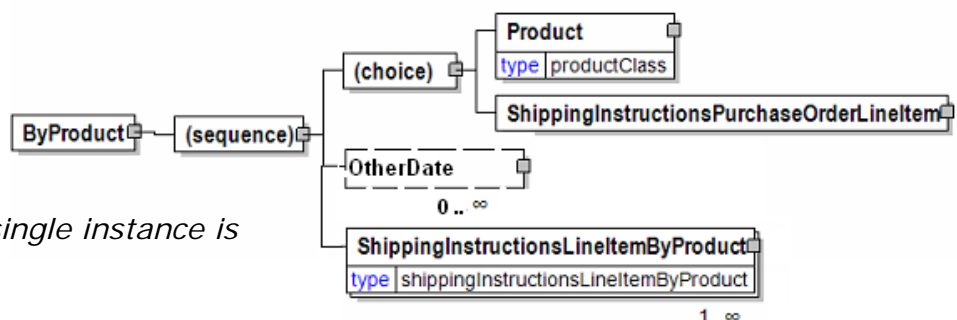 Product
type productClass
(choice)
ShippingInstructionsPurchaseOrderLineItem
ByProduct
(sequence)
OtherDate
0 .. ∞
single instance is
ShippingInstructionsLineItemByProduct
type shippingInstructionsLineItemByProduct
1 .. ∞